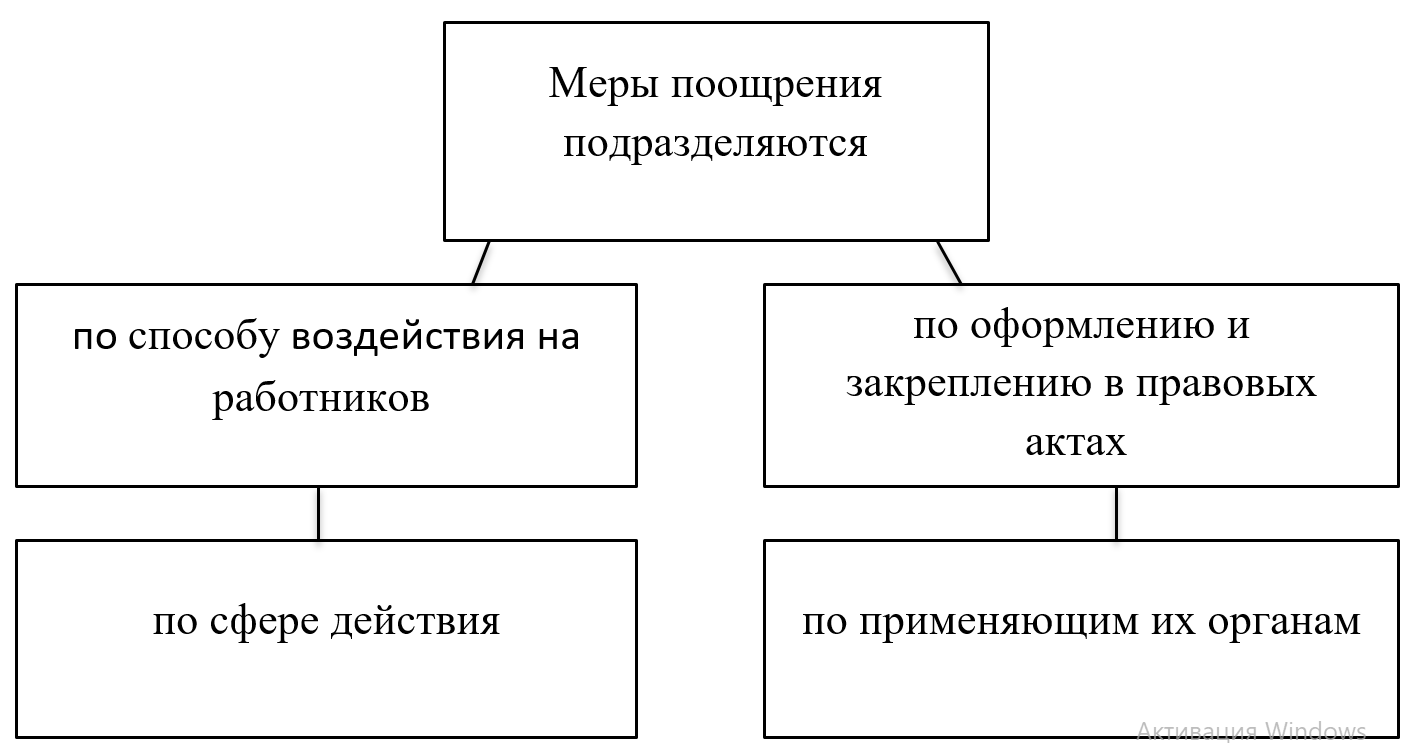 Меры поощрения
подразделяются
по способу воздействия на
работников
по оформлению и
закреплению в правовых
актах
по сфере действия
по применяющим их органам
Активация Windows